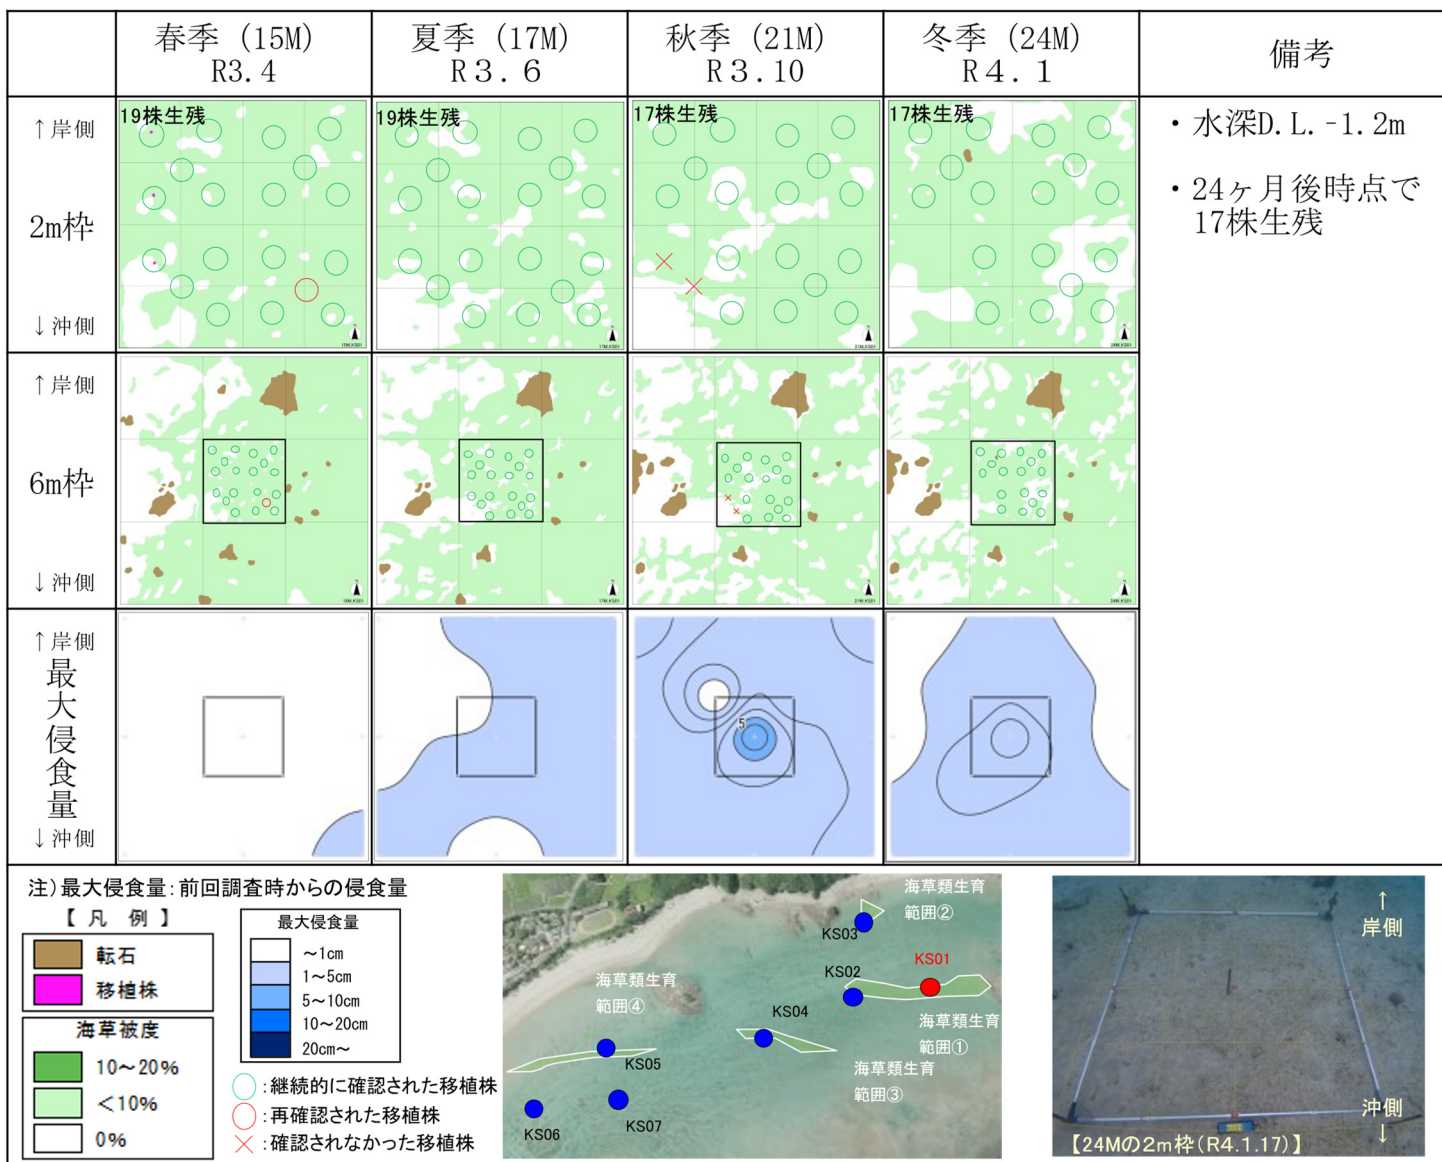 春季 (15M)
R3.4
夏季 (17M)
R３．６
秋季 (21M)
R３.10
冬季 (24M)
R４．１
備考
↑岸側
2m枠
↓沖側
19株生残
15M_KS01
19株生残
17M_KS01
17株生残
21M_KS01
17株生残
24M_KS01
・水深D.L.-1.2m
・24ヶ月後時点で
17株生残
↑岸側
6m枠
↓沖側
15M_KS01
17M_KS01
21M_KS01
24M_KS01
↑岸側
最大侵食量
↓沖側
5
注）最大侵食量：前回調査時からの侵食量
【 凡 例 】
転石
移植株
海草被度
10～20%
＜10%
0%
最大侵食量
～1cm
1～5cm
5～10cm
10～20cm
20cm～
○：継続的に確認された移植株
○：再確認された移植株
×：確認されなかった移植株
海草類生育
範囲②
KS03
KS01
KS02
海草類生育
範囲④
KS04
海草類生育
範囲①
KS05
海草類生育
範囲③
KS06
KS07
↑
岸側
沖側
↓
【24Mの2m枠(R4.1.17)】